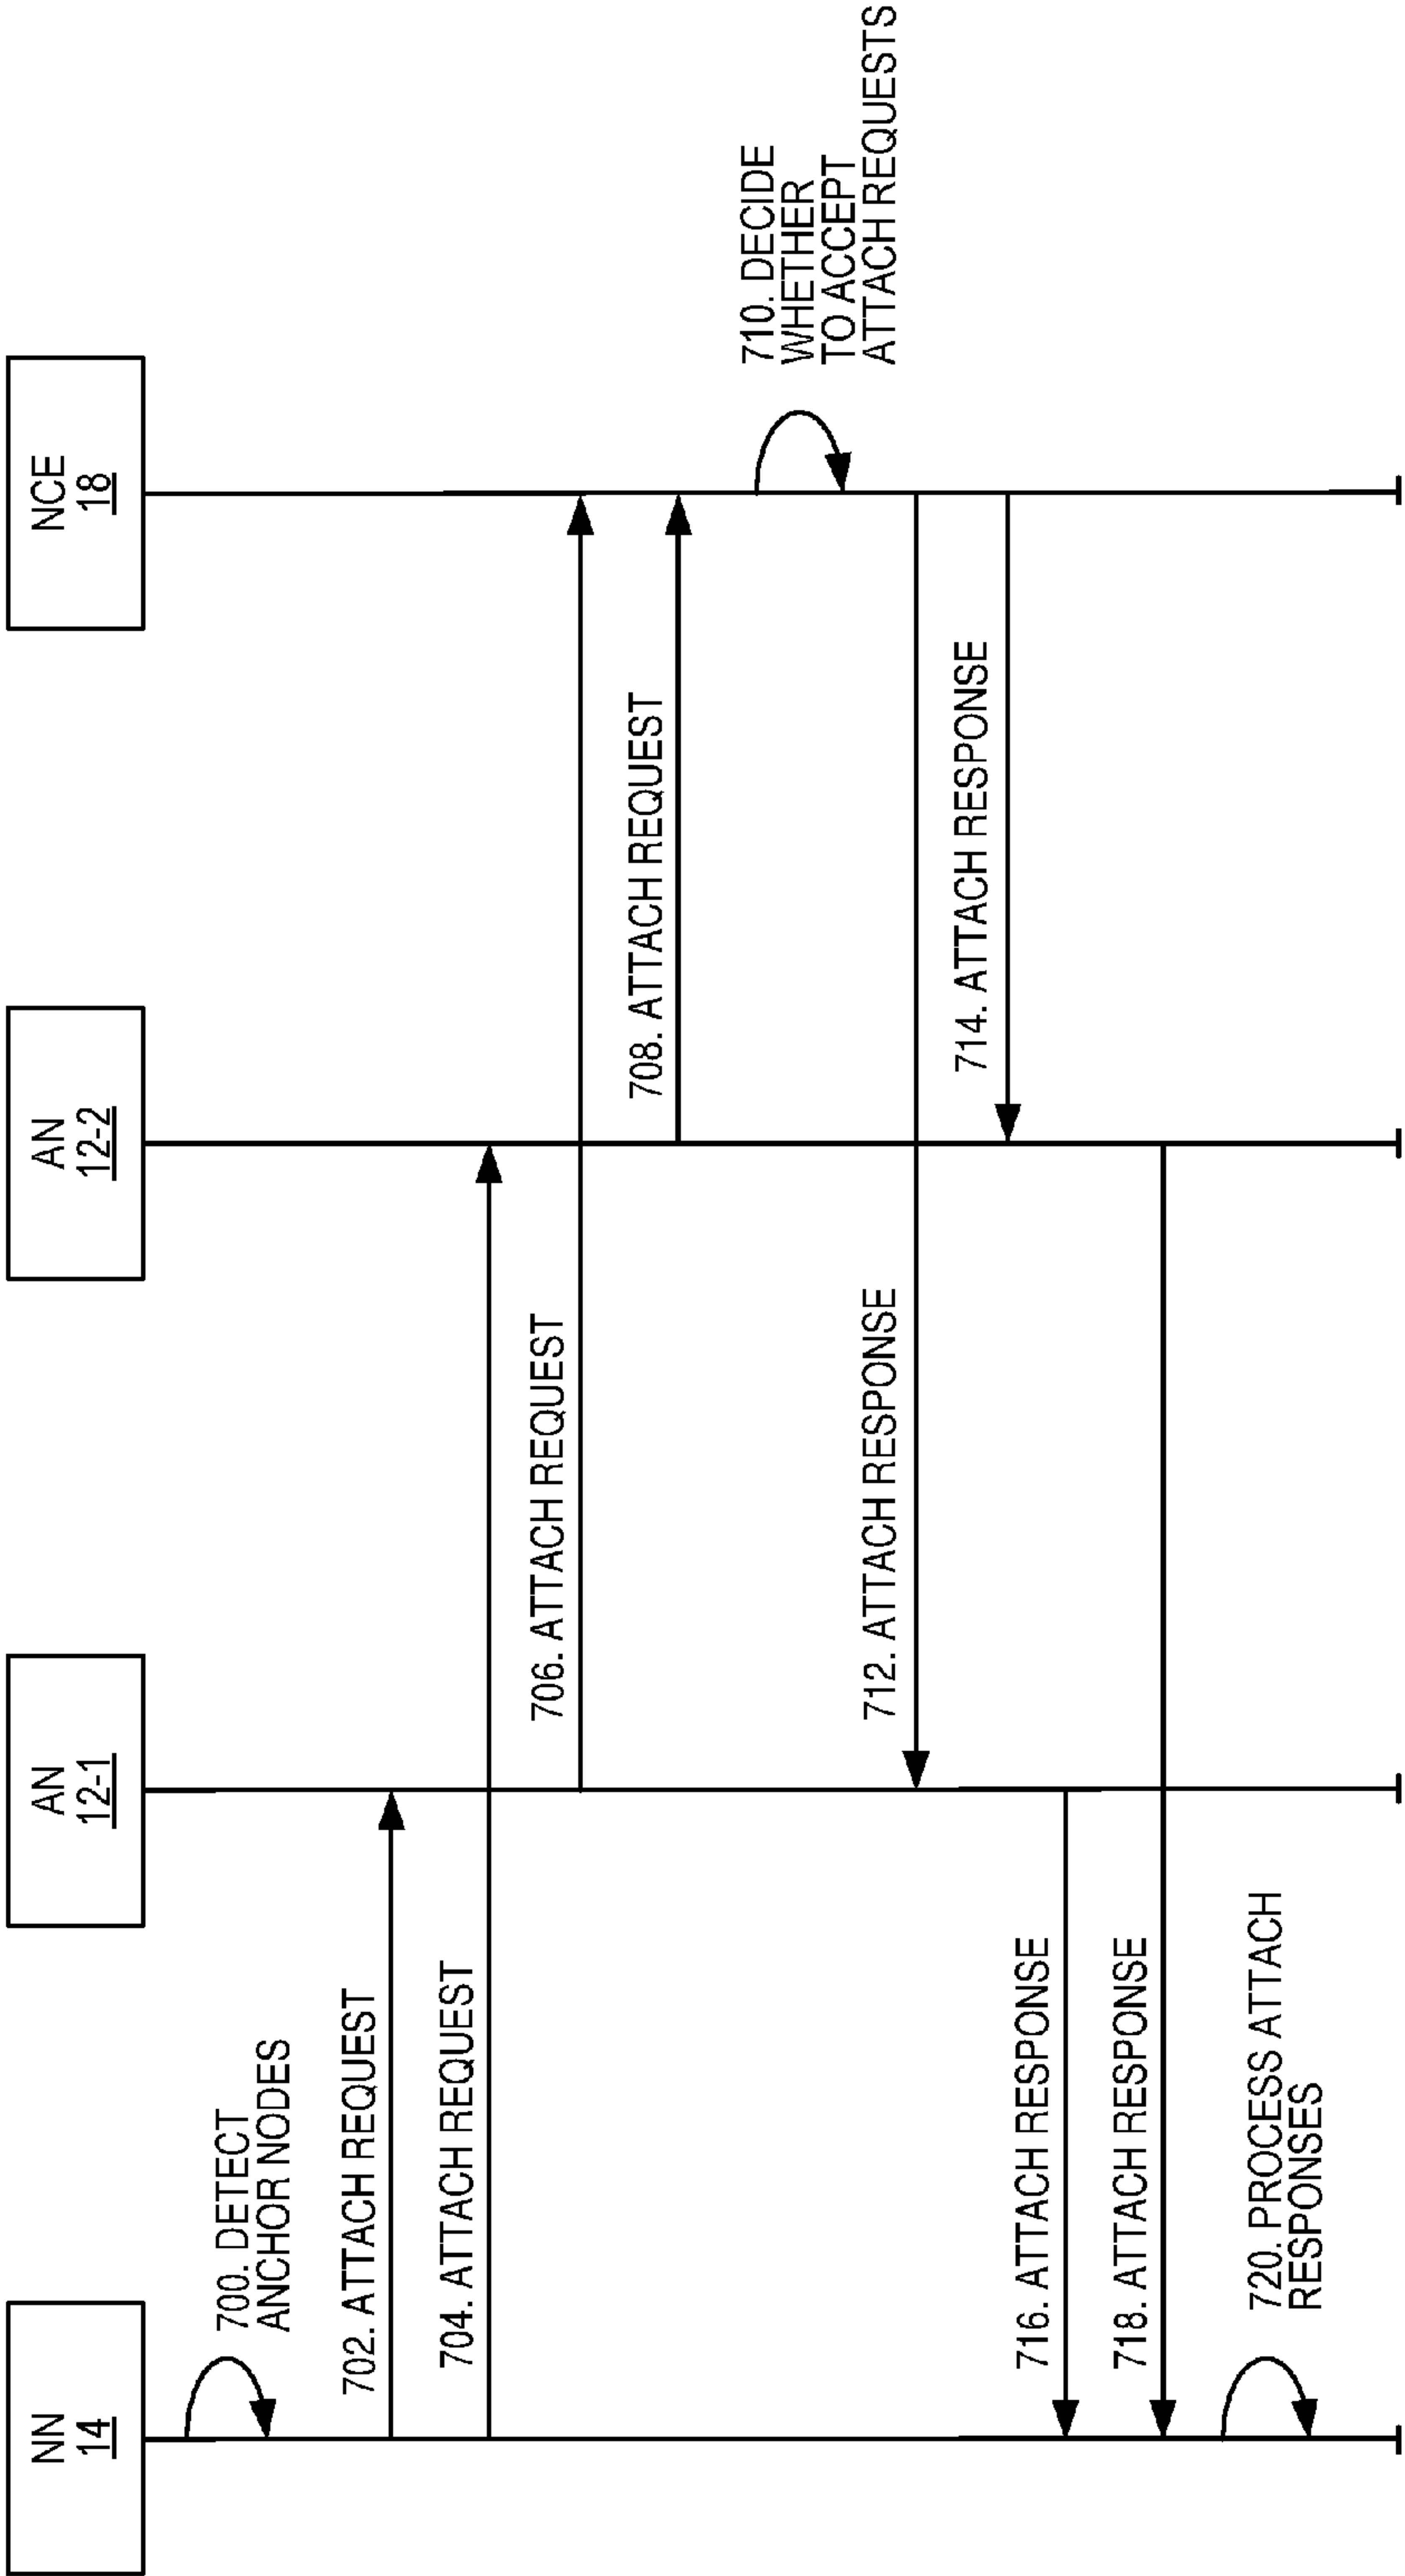 NN
14
AN
12-1
AN
12-2
NCE
18
700. DETECT
ANCHOR NODES
702. ATTACH REQUEST
704. ATTACH REQUEST
706. ATTACH REQUEST
708. ATTACH REQUEST
710. DECIDE
WHETHER
TO ACCEPT
ATTACH REQUESTS
712. ATTACH RESPONSE
714. ATTACH RESPONSE
716. ATTACH RESPONSE
718. ATTACH RESPONSE
720. PROCESS ATTACH
RESPONSES